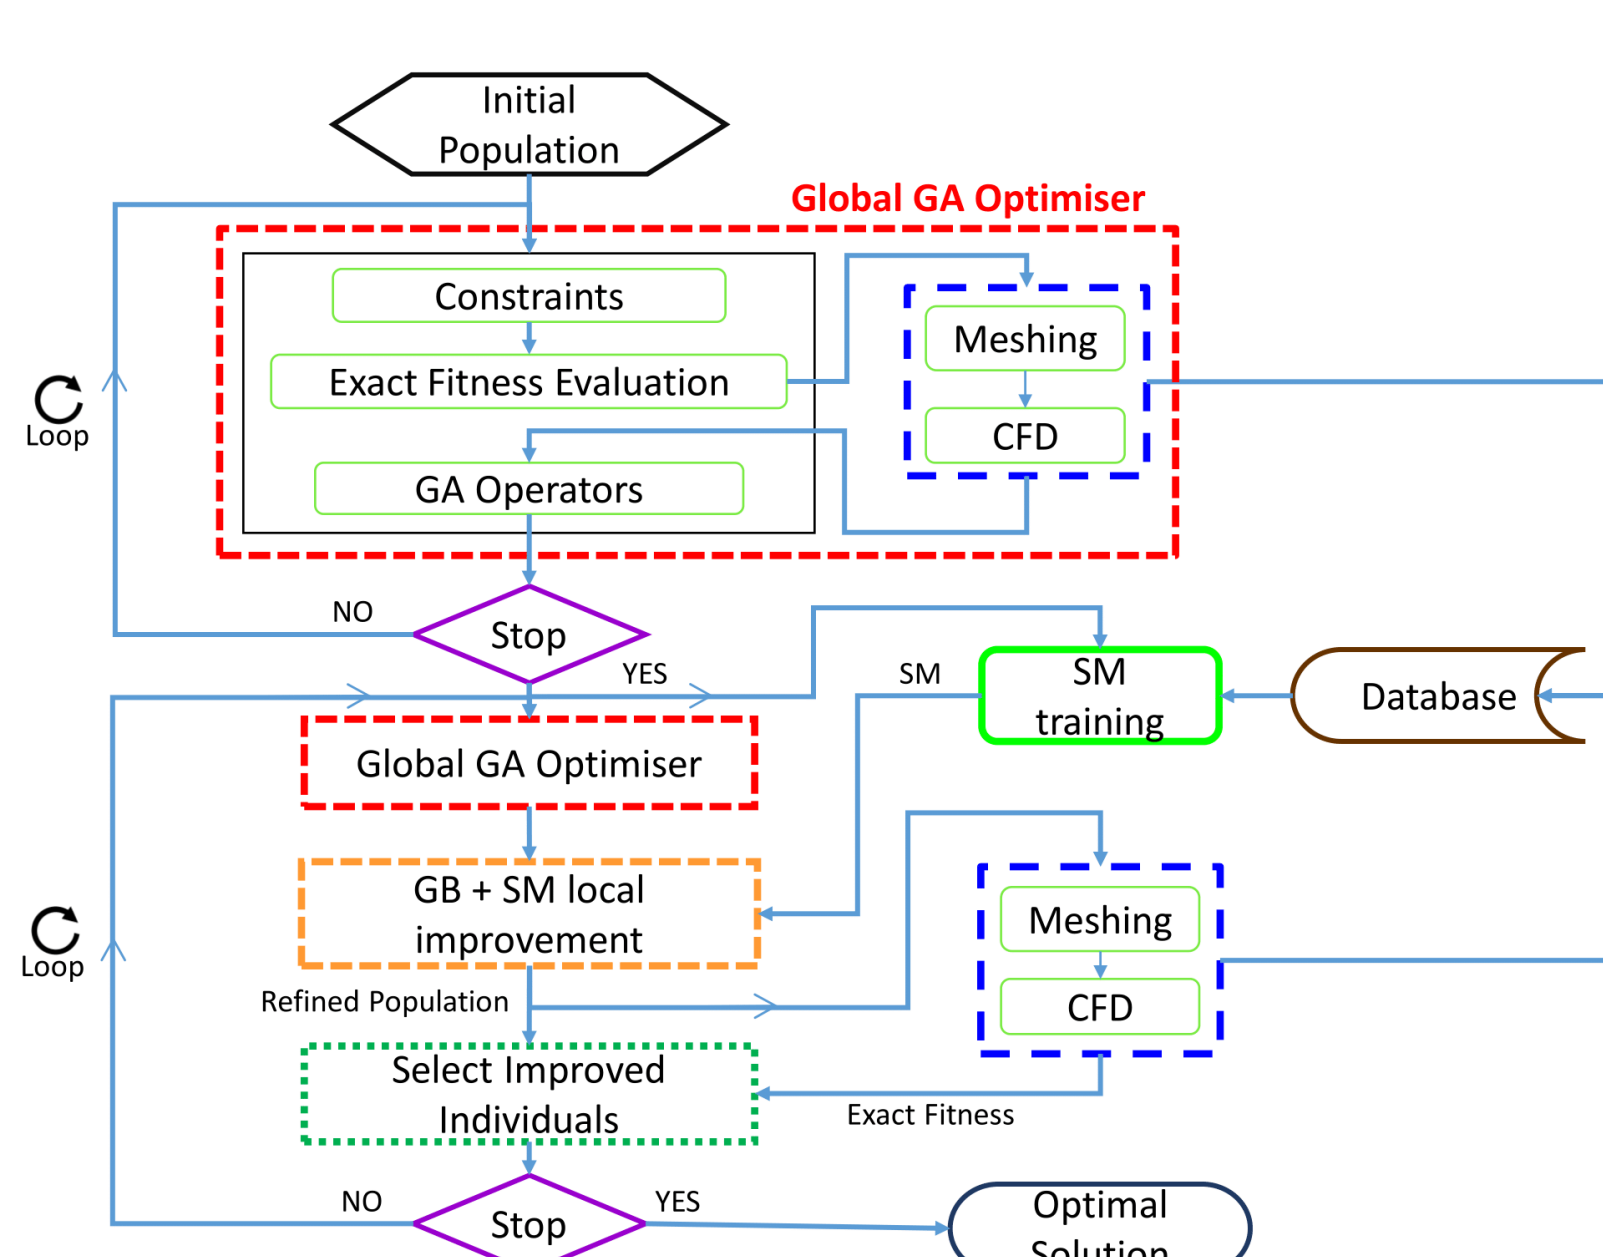 Initial
Population
Global GA Optimiser
Constraints
Meshing
Exact Fitness Evaluation
CFD
Loop
GA Operators
NO
Stop
YES
SM
SM
training
Database
Global GA Optimiser
GB + SM local
improvement
Meshing
Loop
Refined Population
CFD
Select Improved
Individuals
Exact Fitness
NO
Stop
YES
Optimal
Solution